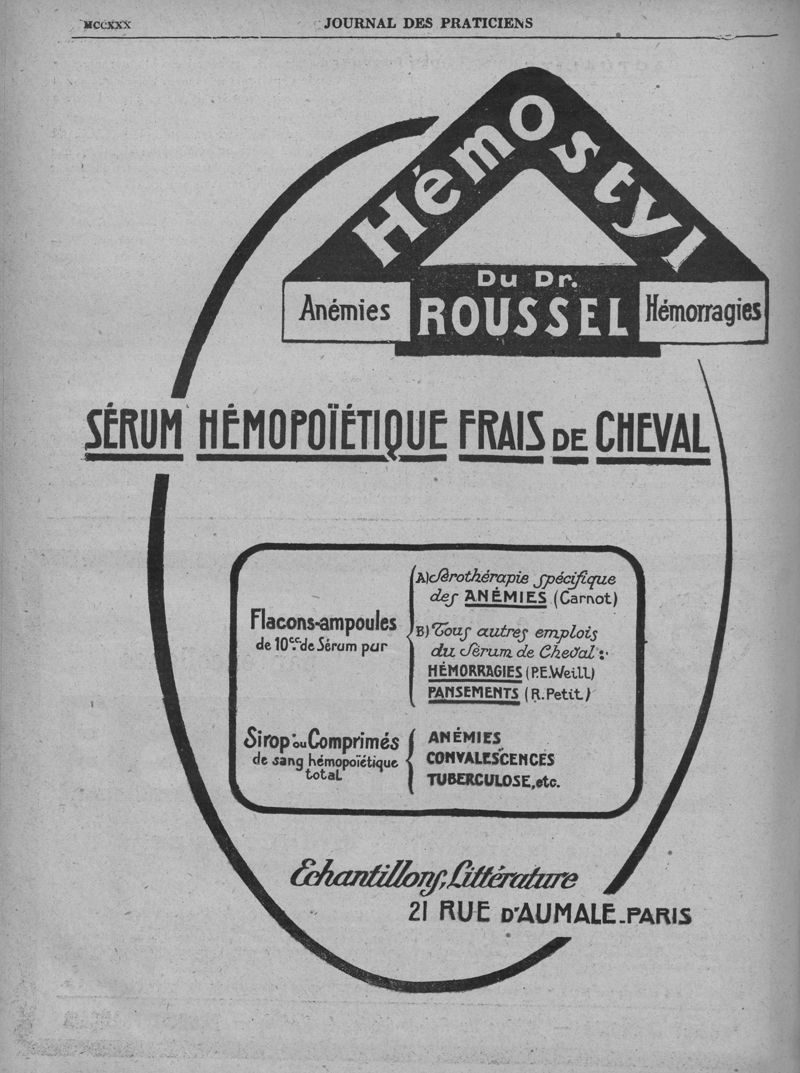 MCCXXX
JOURNAL DES PRATICIENS
Hémostyl
Du Dr.
Anémies
ROUSSEL
Hémorragies
SÉRUM HÉMOPOÏÉTIQUE FRAIS DE CHEVAL
Flacons-ampoules
de 10cc de Sérum par
A) Sérothérapie spécifique
des ANÉMIES (Carnot)
B) Tous autres emplois
du Sérum de Cheval :
HÉMORRAGIES (P.E.Weill)
PANSEMENTS (R.Petit)
Sirop ou Comprimés
de sang hémopoïétique
total
ANÉMIES
CONVALESCENCES
TUBERCULOSE, etc.
Echantillons, Littérature
21 RUE D'AUMALE-PARIS